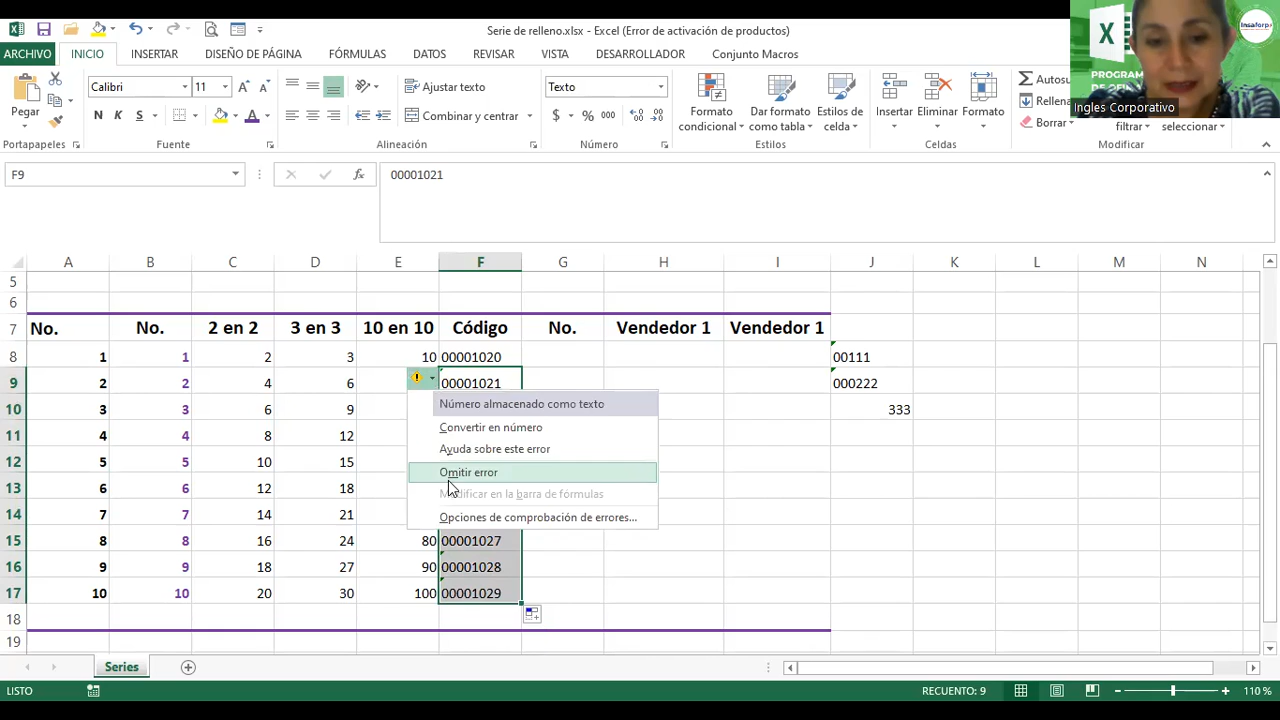 Serie de relleno.xlsx - Excel (Error de activación de productos)
ARCHIVO INICIO INSERTAR DISEÑO DE PÁGINA FÓRMULAS DATOS REVISAR VISTA DESARROLLADOR Conjunto Macros
Insaforp
PROGRAM
DE OFI
Ingles Corporativo
Calibri 11 Ajustar texto Texto Autosu
Pegar Condicional Formato Dar formato Estilos de Insertar Eliminar Formato Rellena
N K S Combinar y centrar $ % 000 condicional como tabla celda Borrar filtrar seleccionar
Portapapeles Fuente Alineación Número Estilos Celdas Modificar
F9 fx 00001021
A B C D E F G H I J K L M N
5
6
7 No. No. 2 en 2 3 en 3 10 en 10 Código No. Vendedor 1 Vendedor 1
8 1 1 2 3 10 00001020 00111
9 2 2 4 6 00001021 000222
10 3 3 6 9 333
11 4 4 8 12
12 5 5 10 15
13 6 6 12 18
14 7 7 14 21
15 8 8 16 24 80 00001027
16 9 9 18 27 90 00001028
17 10 10 20 30 100 00001029
18
19
Número almacenado como texto
Convertir en número
Ayuda sobre este error
Omitir error
Modificar en la barra de fórmulas
Opciones de comprobación de errores...
Series
LISTO RECUENTO: 9 110 %